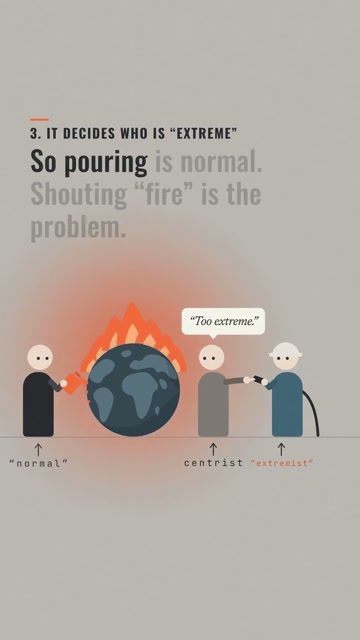 3. IT DECIDES WHO IS “EXTREME”
So pouring is normal.
Shouting “fire” is the
problem.
“Too extreme.”
“normal”
centrist
“extremist”